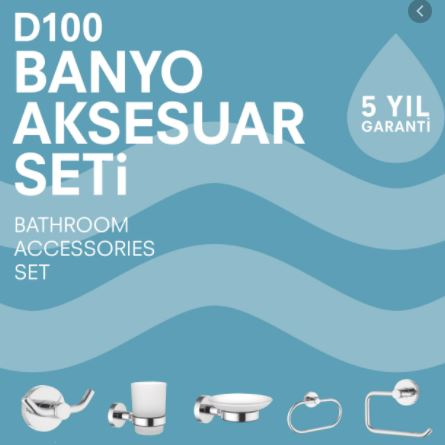 D100
BANYO
AKSESUAR
SETi
5 YIL
GARANTİ
BATHROOM
ACCESSORIES
SET